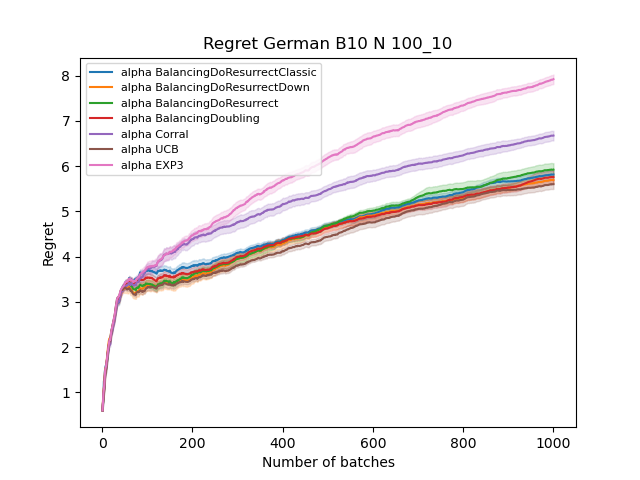 Regret German B10 N 100_10
8
7
6
5
4
3
2
1
Regret
alpha BalancingDoResurrectClassic
alpha BalancingDoResurrectDown
alpha BalancingDoResurrect
alpha BalancingDoubling
alpha Corral
alpha UCB
alpha EXP3
0 200 400 600 800 1000
Number of batches